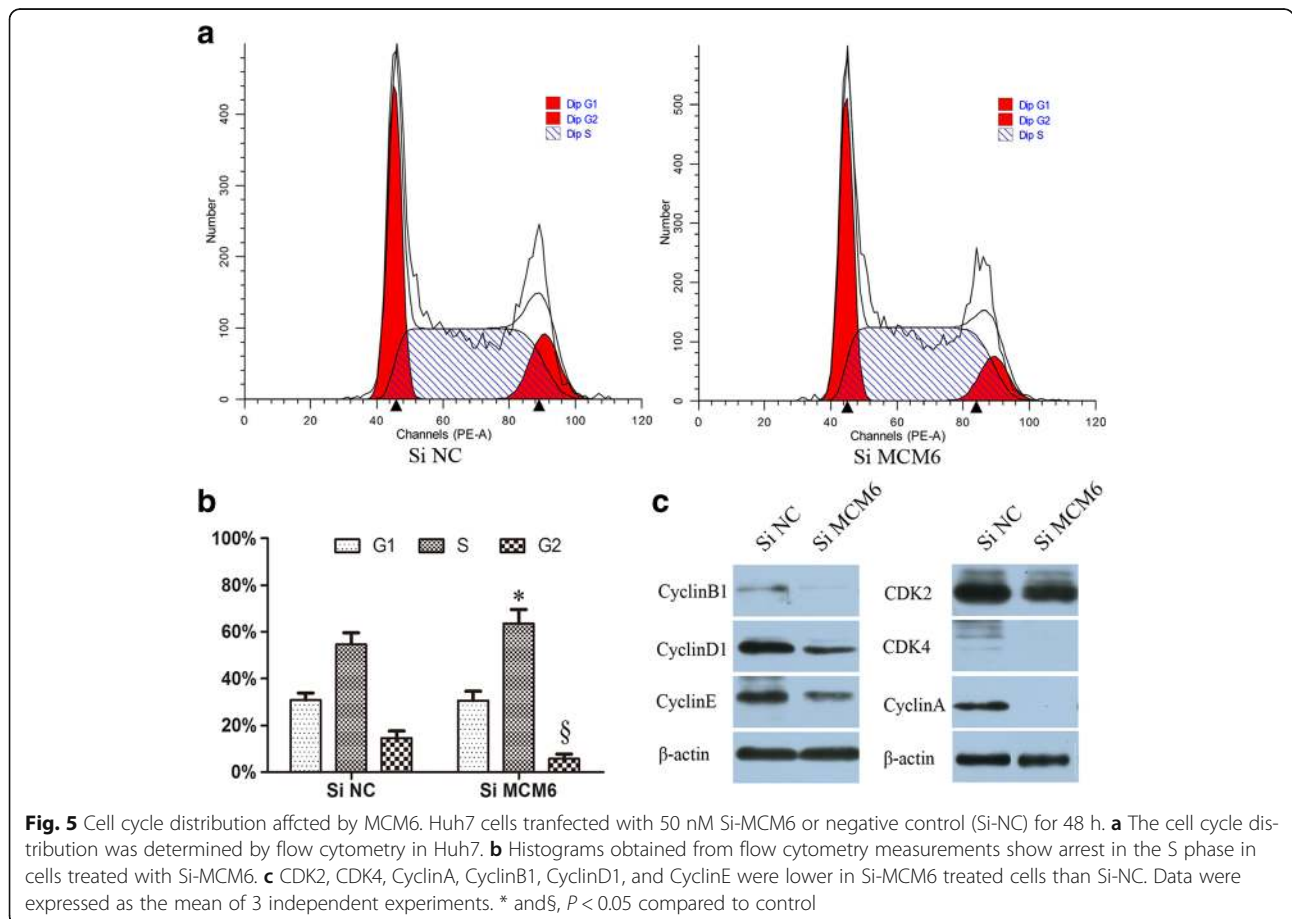 a
400
300
200
100
0
Number
Dip G1
Dip G2
Dip S
0 20 40 60 80 100 120
Channels (PE-A)
Si NC
500
400
300
200
100
0
Number
Dip G1
Dip G2
Dip S
0 20 40 60 80 100 120
Channels (PE-A)
Si MCM6
b
100%
80%
60%
40%
20%
0%
G1 S G2
*
§
Si NC Si MCM6
c
Si NC Si MCM6
CyclinB1
CyclinD1
CyclinE
β-actin
Si NC Si MCM6
CDK2
CDK4
CyclinA
β-actin
Fig. 5 Cell cycle distribution affcted by MCM6. Huh7 cells tranfected with 50 nM Si-MCM6 or negative control (Si-NC) for 48 h. a The cell cycle dis-
tribution was determined by flow cytometry in Huh7. b Histograms obtained from flow cytometry measurements show arrest in the S phase in
cells treated with Si-MCM6. c CDK2, CDK4, CyclinA, CyclinB1, CyclinD1, and CyclinE were lower in Si-MCM6 treated cells than Si-NC. Data were
expressed as the mean of 3 independent experiments. * and§, P < 0.05 compared to control